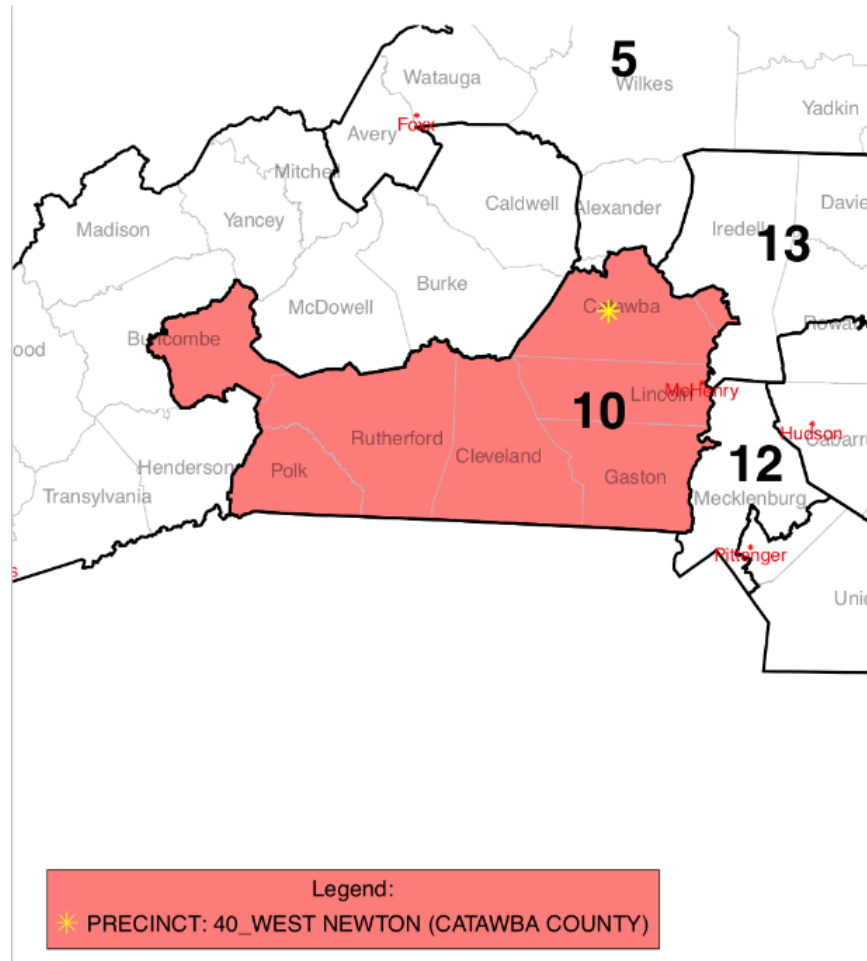 5
Watauga
Wilkes
Yadkin
Foxx
Avery
Mitchell
Caldwell
Alexander
Davie
Madison
Yancey
Iredell
13
Burke
McDowell
Catawba
Buncombe
ood
Rowan
McHenry
Lincoln
10
Hudson
Cabarru
Rutherford
Cleveland
12
Henderson
Polk
Gaston
Transylvania
Mecklenburg
Pittenger
s
Unio
Legend:
PRECINCT: 40_WEST NEWTON (CATAWBA COUNTY)